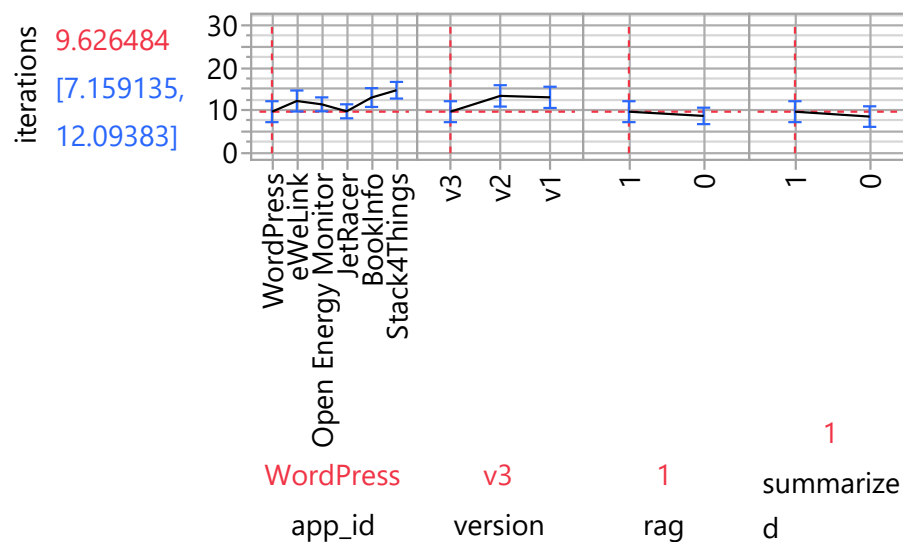 iterations
9.626484
[7.159135,
12.09383]
30
20
10
0
WordPress
eWeLink
Open Energy Monitor
JetRacer
BookInfo
Stack4Things
v3
v2
v1
1
0
1
0
WordPress
app_id
v3
version
1
rag
1
summarize
d